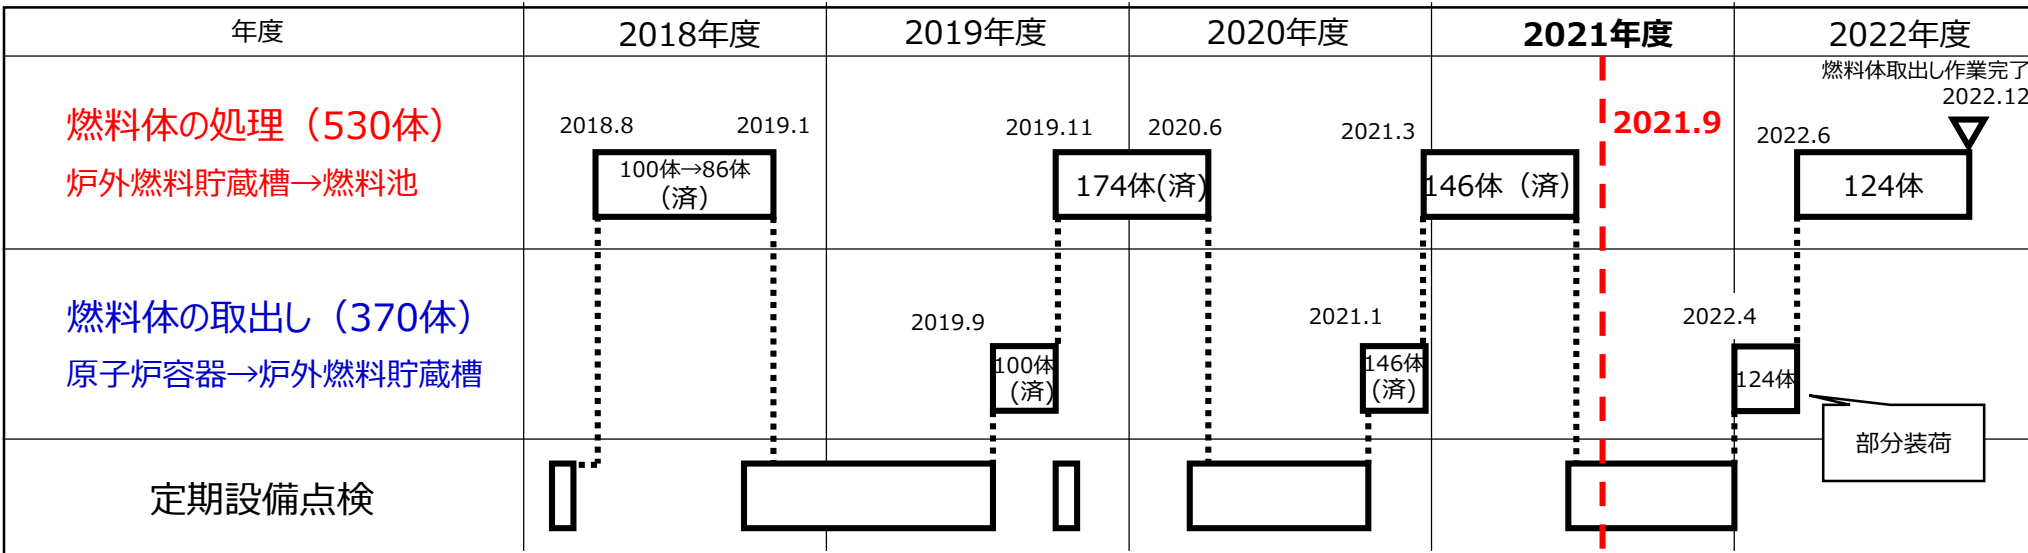 年度
2018年度
2019年度
2020年度
2021年度
2022年度
燃料体取出し作業完了
2022.12
燃料体の処理（530体）
炉外燃料貯蔵槽→燃料池
2018.8
2019.1
2019.11
2020.6
2021.3
2021.9
2022.6
100体→86体
（済）
174体(済)
146体（済）
124体
燃料体の取出し（370体）
原子炉容器→炉外燃料貯蔵槽
2019.9
2021.1
2022.4
100体
（済）
146体
(済）
124体
部分装荷
定期設備点検